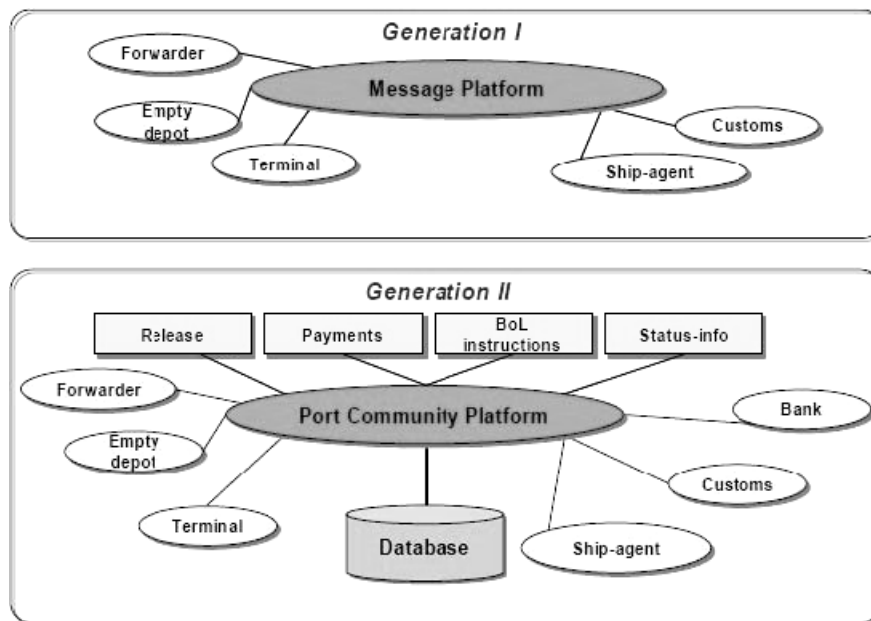 Generation I
Forwarder
Message Platform
Empty
depot
Customs
Terminal
Ship-agent
Generation II
Release
Payments
BoL
instructions
Status-info
Forwarder
Port Community Platform
Bank
Empty
depot
Customs
Terminal
Database
Ship-agent